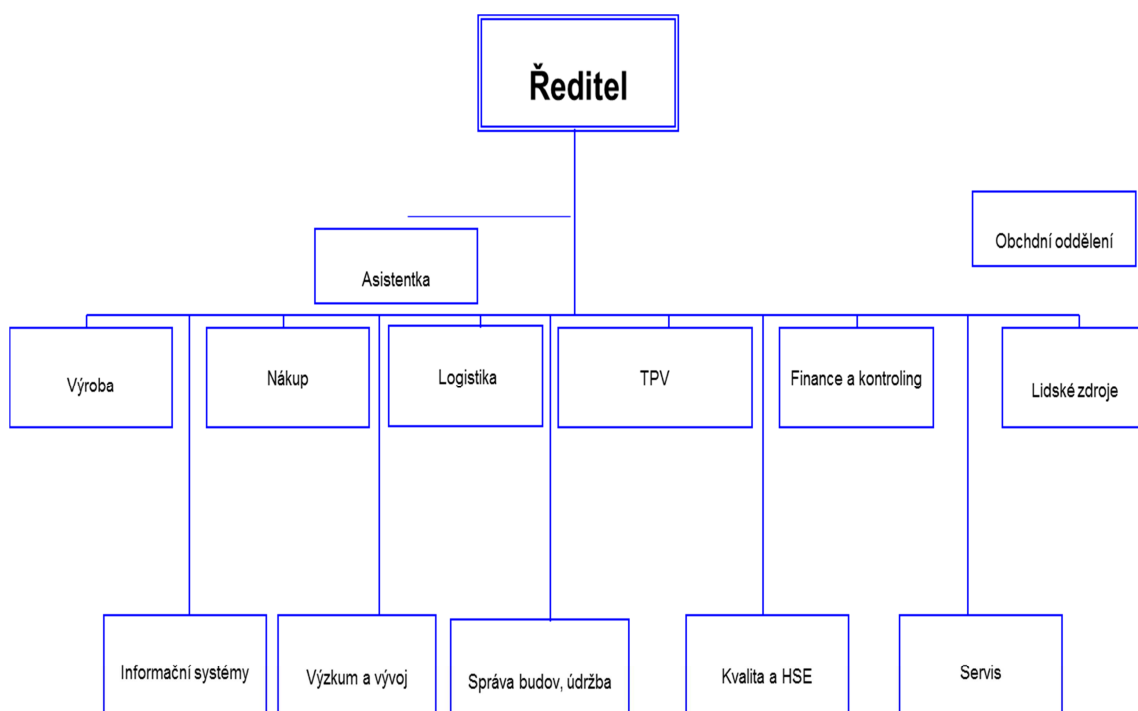 Ředitel
Obchdní oddělení
Asistentka
Výroba
Nákup
Logistika
TPV
Finance a kontroling
Lidské zdroje
Informační systémy
Výzkum a vývoj
Správa budov, údržba
Kvalita a HSE
Servis